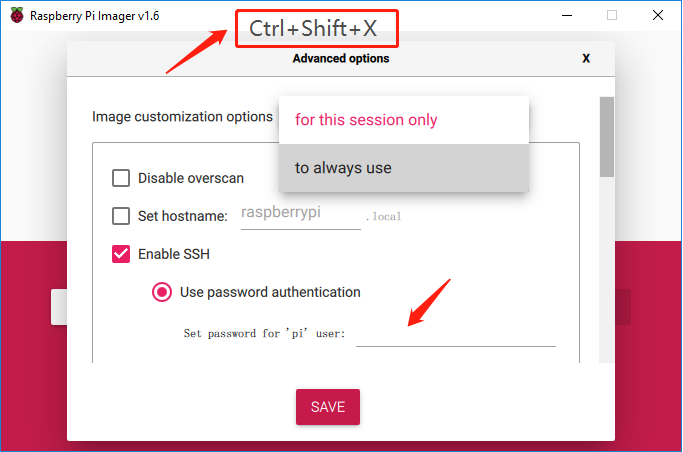 Raspberry Pi Imager v1.6
Ctrl+Shift+X
Advanced options X
Image customization options
for this session only
to always use
Disable overscan
Set hostname: raspberrypi .local
Enable SSH
Use password authentication
Set password for 'pi' user:
SAVE